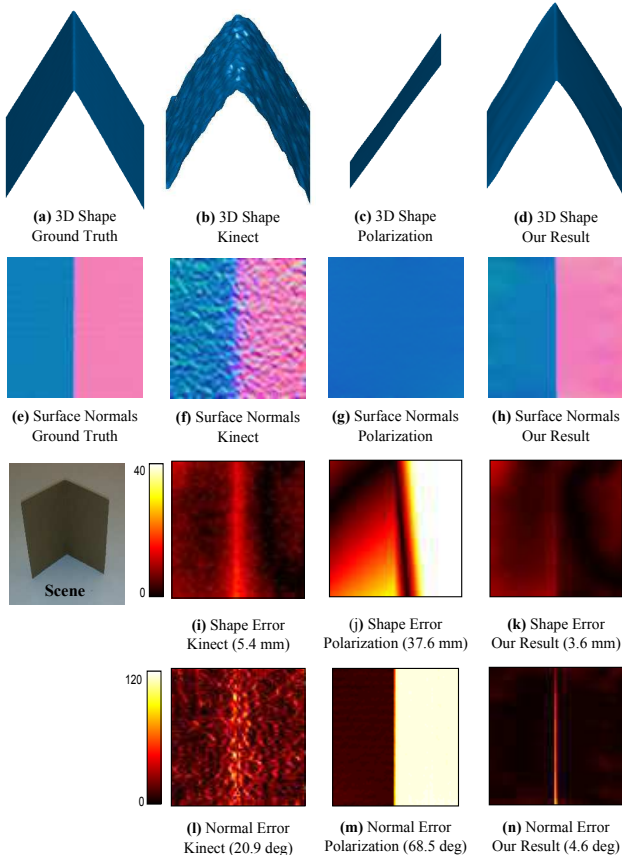 (a) 3D Shape
Ground Truth
(b) 3D Shape
Kinect
(c) 3D Shape
Polarization
(d) 3D Shape
Our Result
(e) Surface Normals
Ground Truth
(f) Surface Normals
Kinect
(g) Surface Normals
Polarization
(h) Surface Normals
Our Result
Scene
40
0
(i) Shape Error
Kinect (5.4 mm)
(j) Shape Error
Polarization (37.6 mm)
(k) Shape Error
Our Result (3.6 mm)
120
0
(l) Normal Error
Kinect (20.9 deg)
(m) Normal Error
Polarization (68.5 deg)
(n) Normal Error
Our Result (4.6 deg)